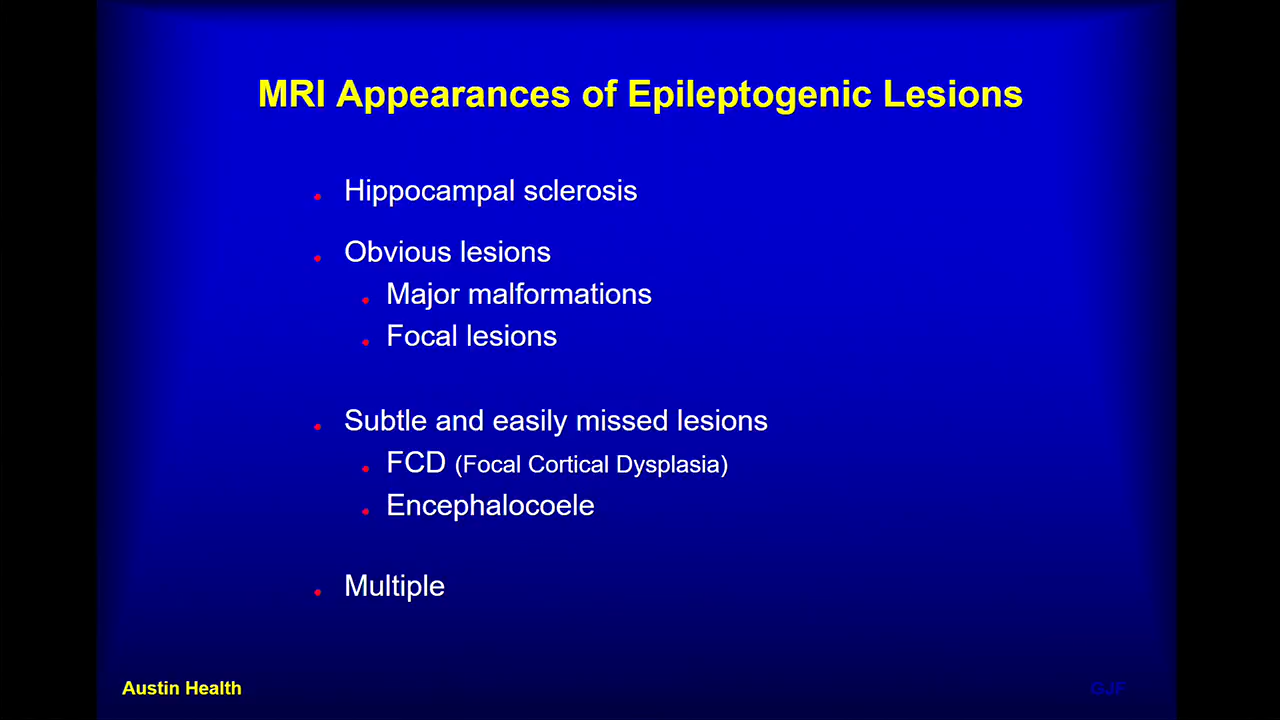 MRI Appearances of Epileptogenic Lesions
Hippocampal sclerosis
Obvious lesions
Major malformations
Focal lesions
Subtle and easily missed lesions
FCD (Focal Cortical Dysplasia)
Encephalocoele
Multiple
Austin Health
GJF